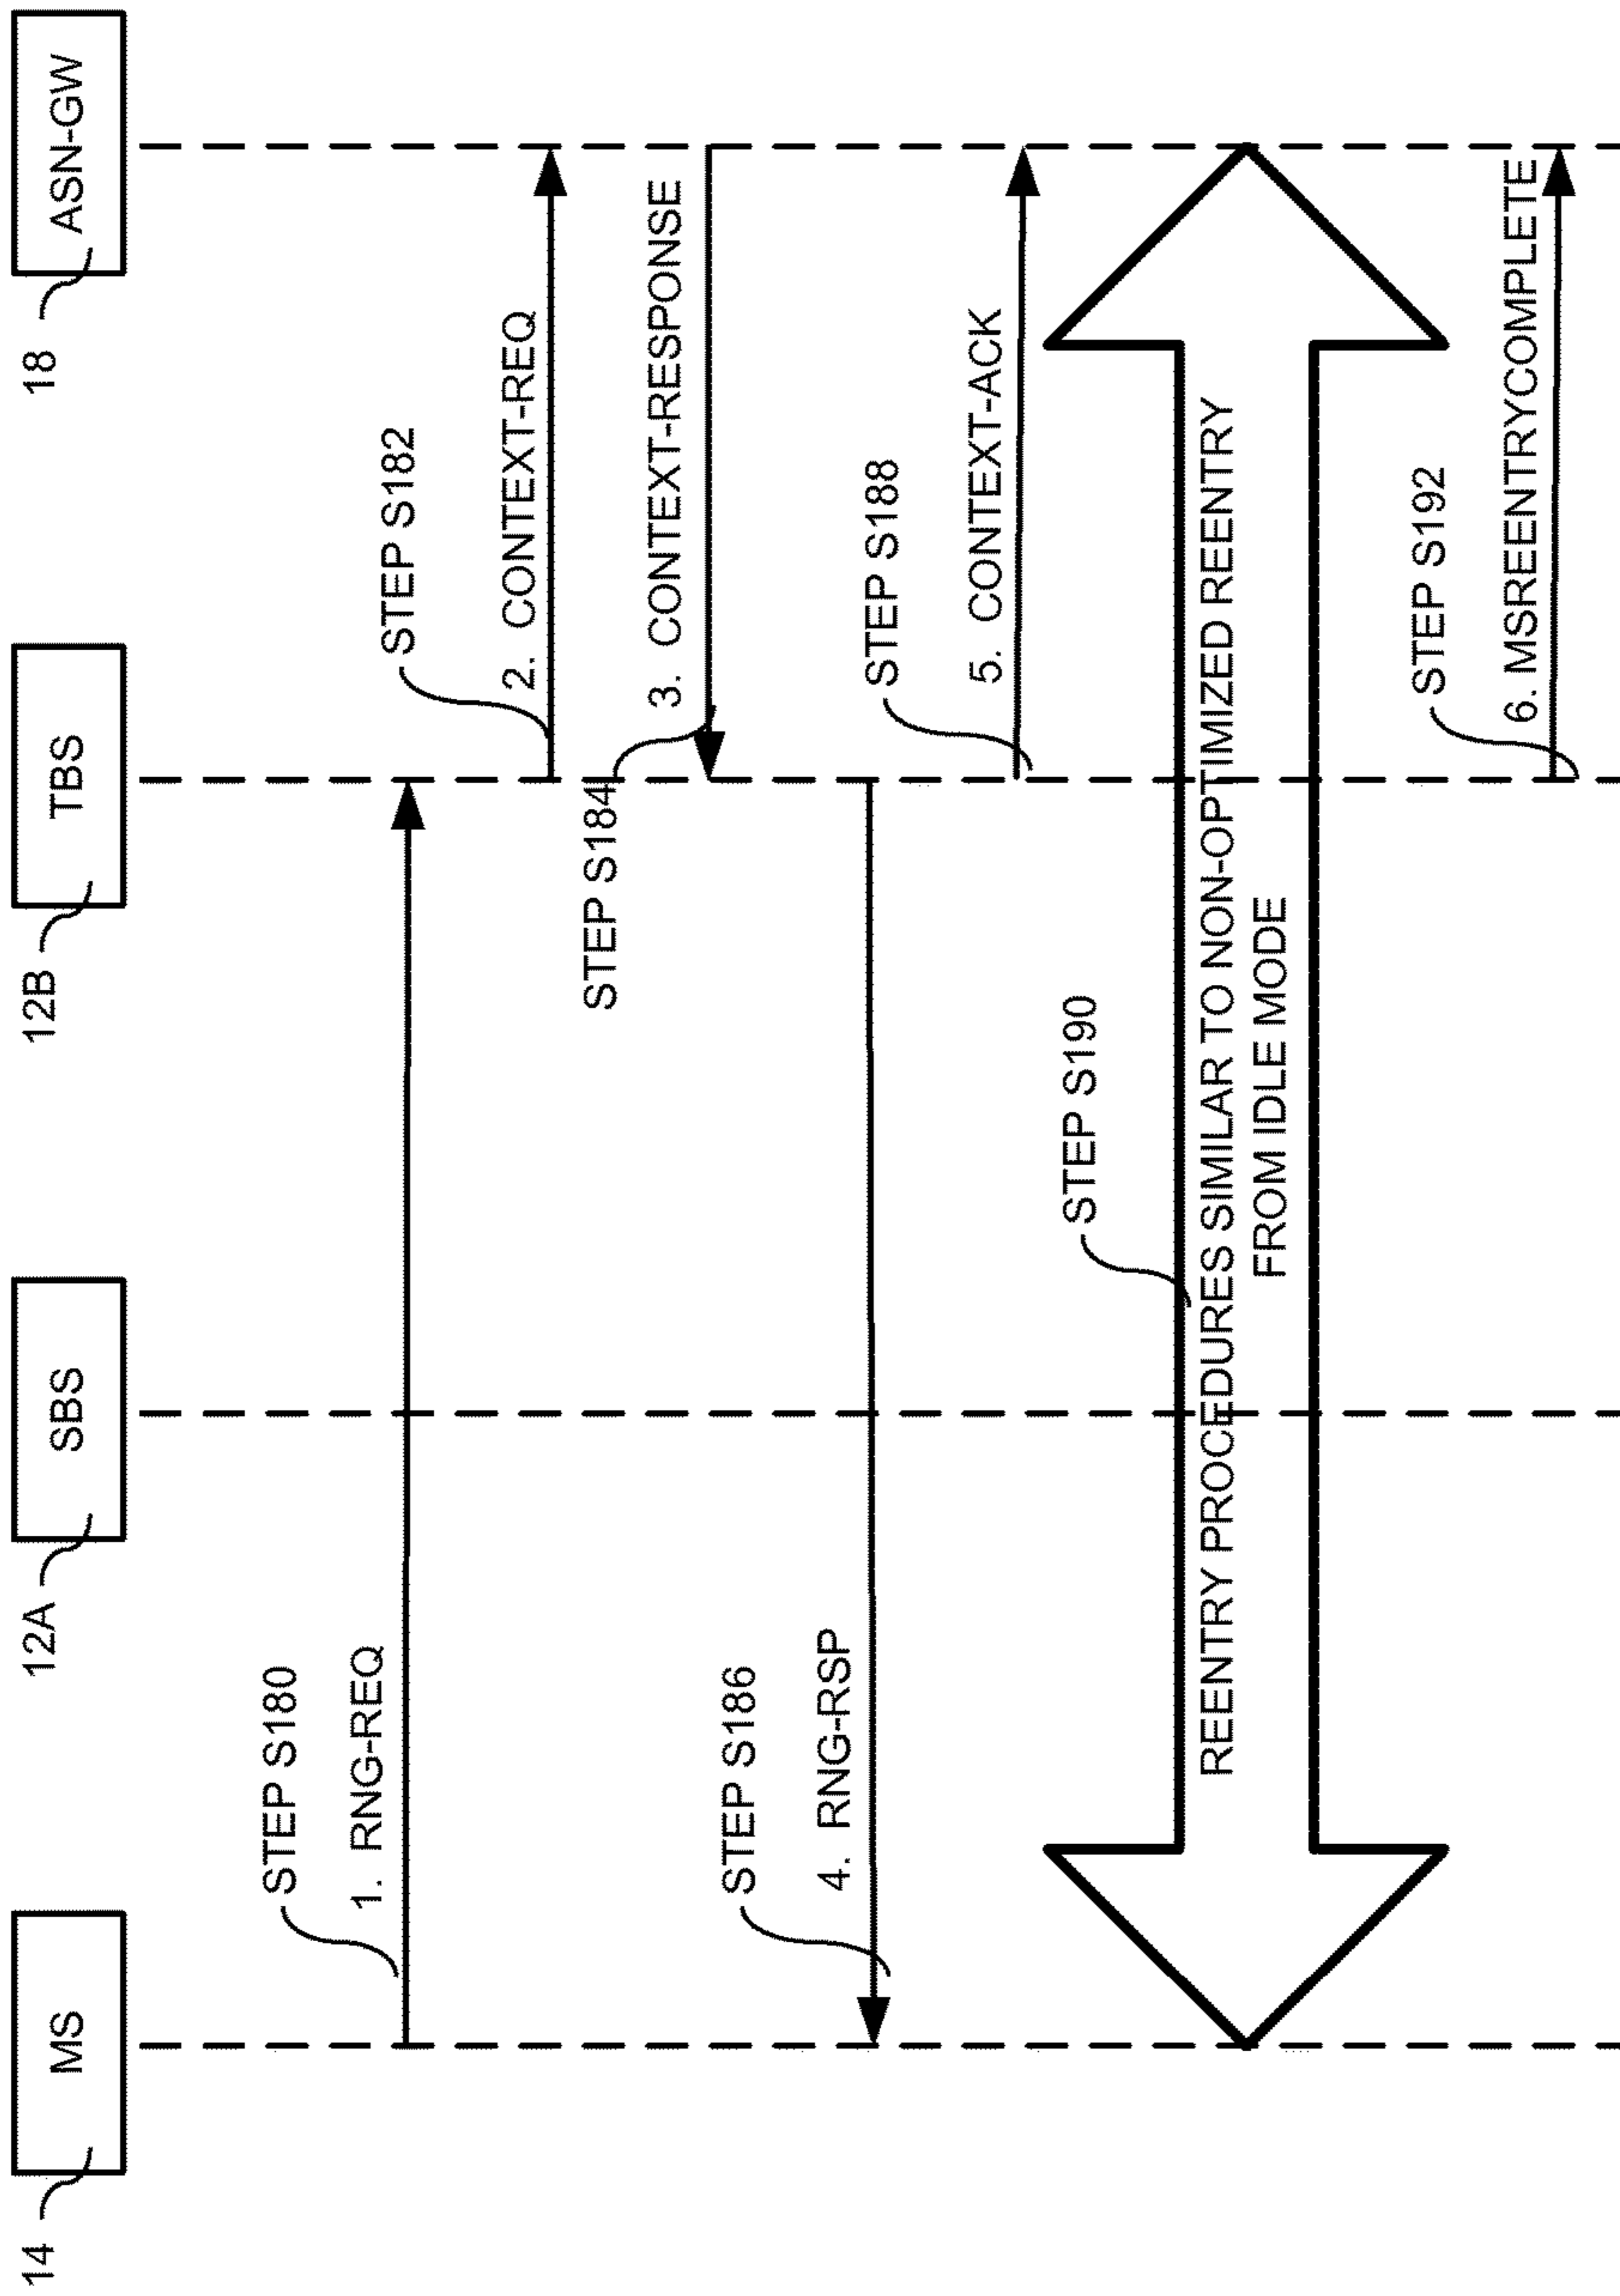 14
MS
12A
SBS
12B
TBS
18
ASN-GW
STEP S180
1. RNG-REQ
STEP S182
2. CONTEXT-REQ
STEP S184
3. CONTEXT-RESPONSE
STEP S186
4. RNG-RSP
STEP S188
5. CONTEXT-ACK
STEP S190
REENTRY PROCEDURES SIMILAR TO NON-OPTIMIZED REENTRY
FROM IDLE MODE
STEP S192
6. MSREENTRYCOMPLETE